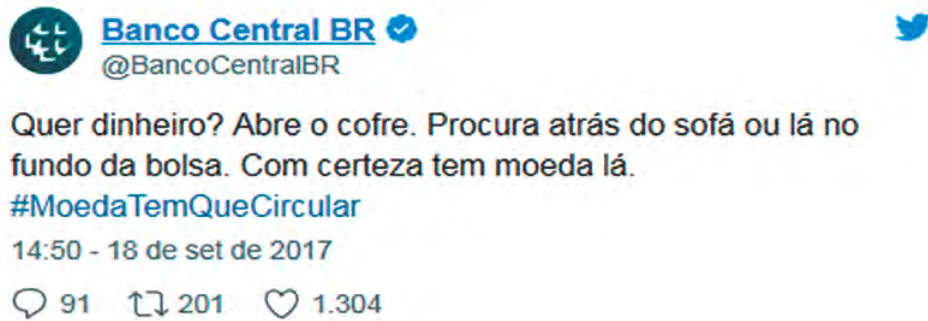 Banco Central BR
@BancoCentralBR
Quer dinheiro? Abre o cofre. Procura atrás do sofá ou lá no
fundo da bolsa. Com certeza tem moeda lá.
#MoedaTemQueCircular
14:50 - 18 de set de 2017
91 201 1.304